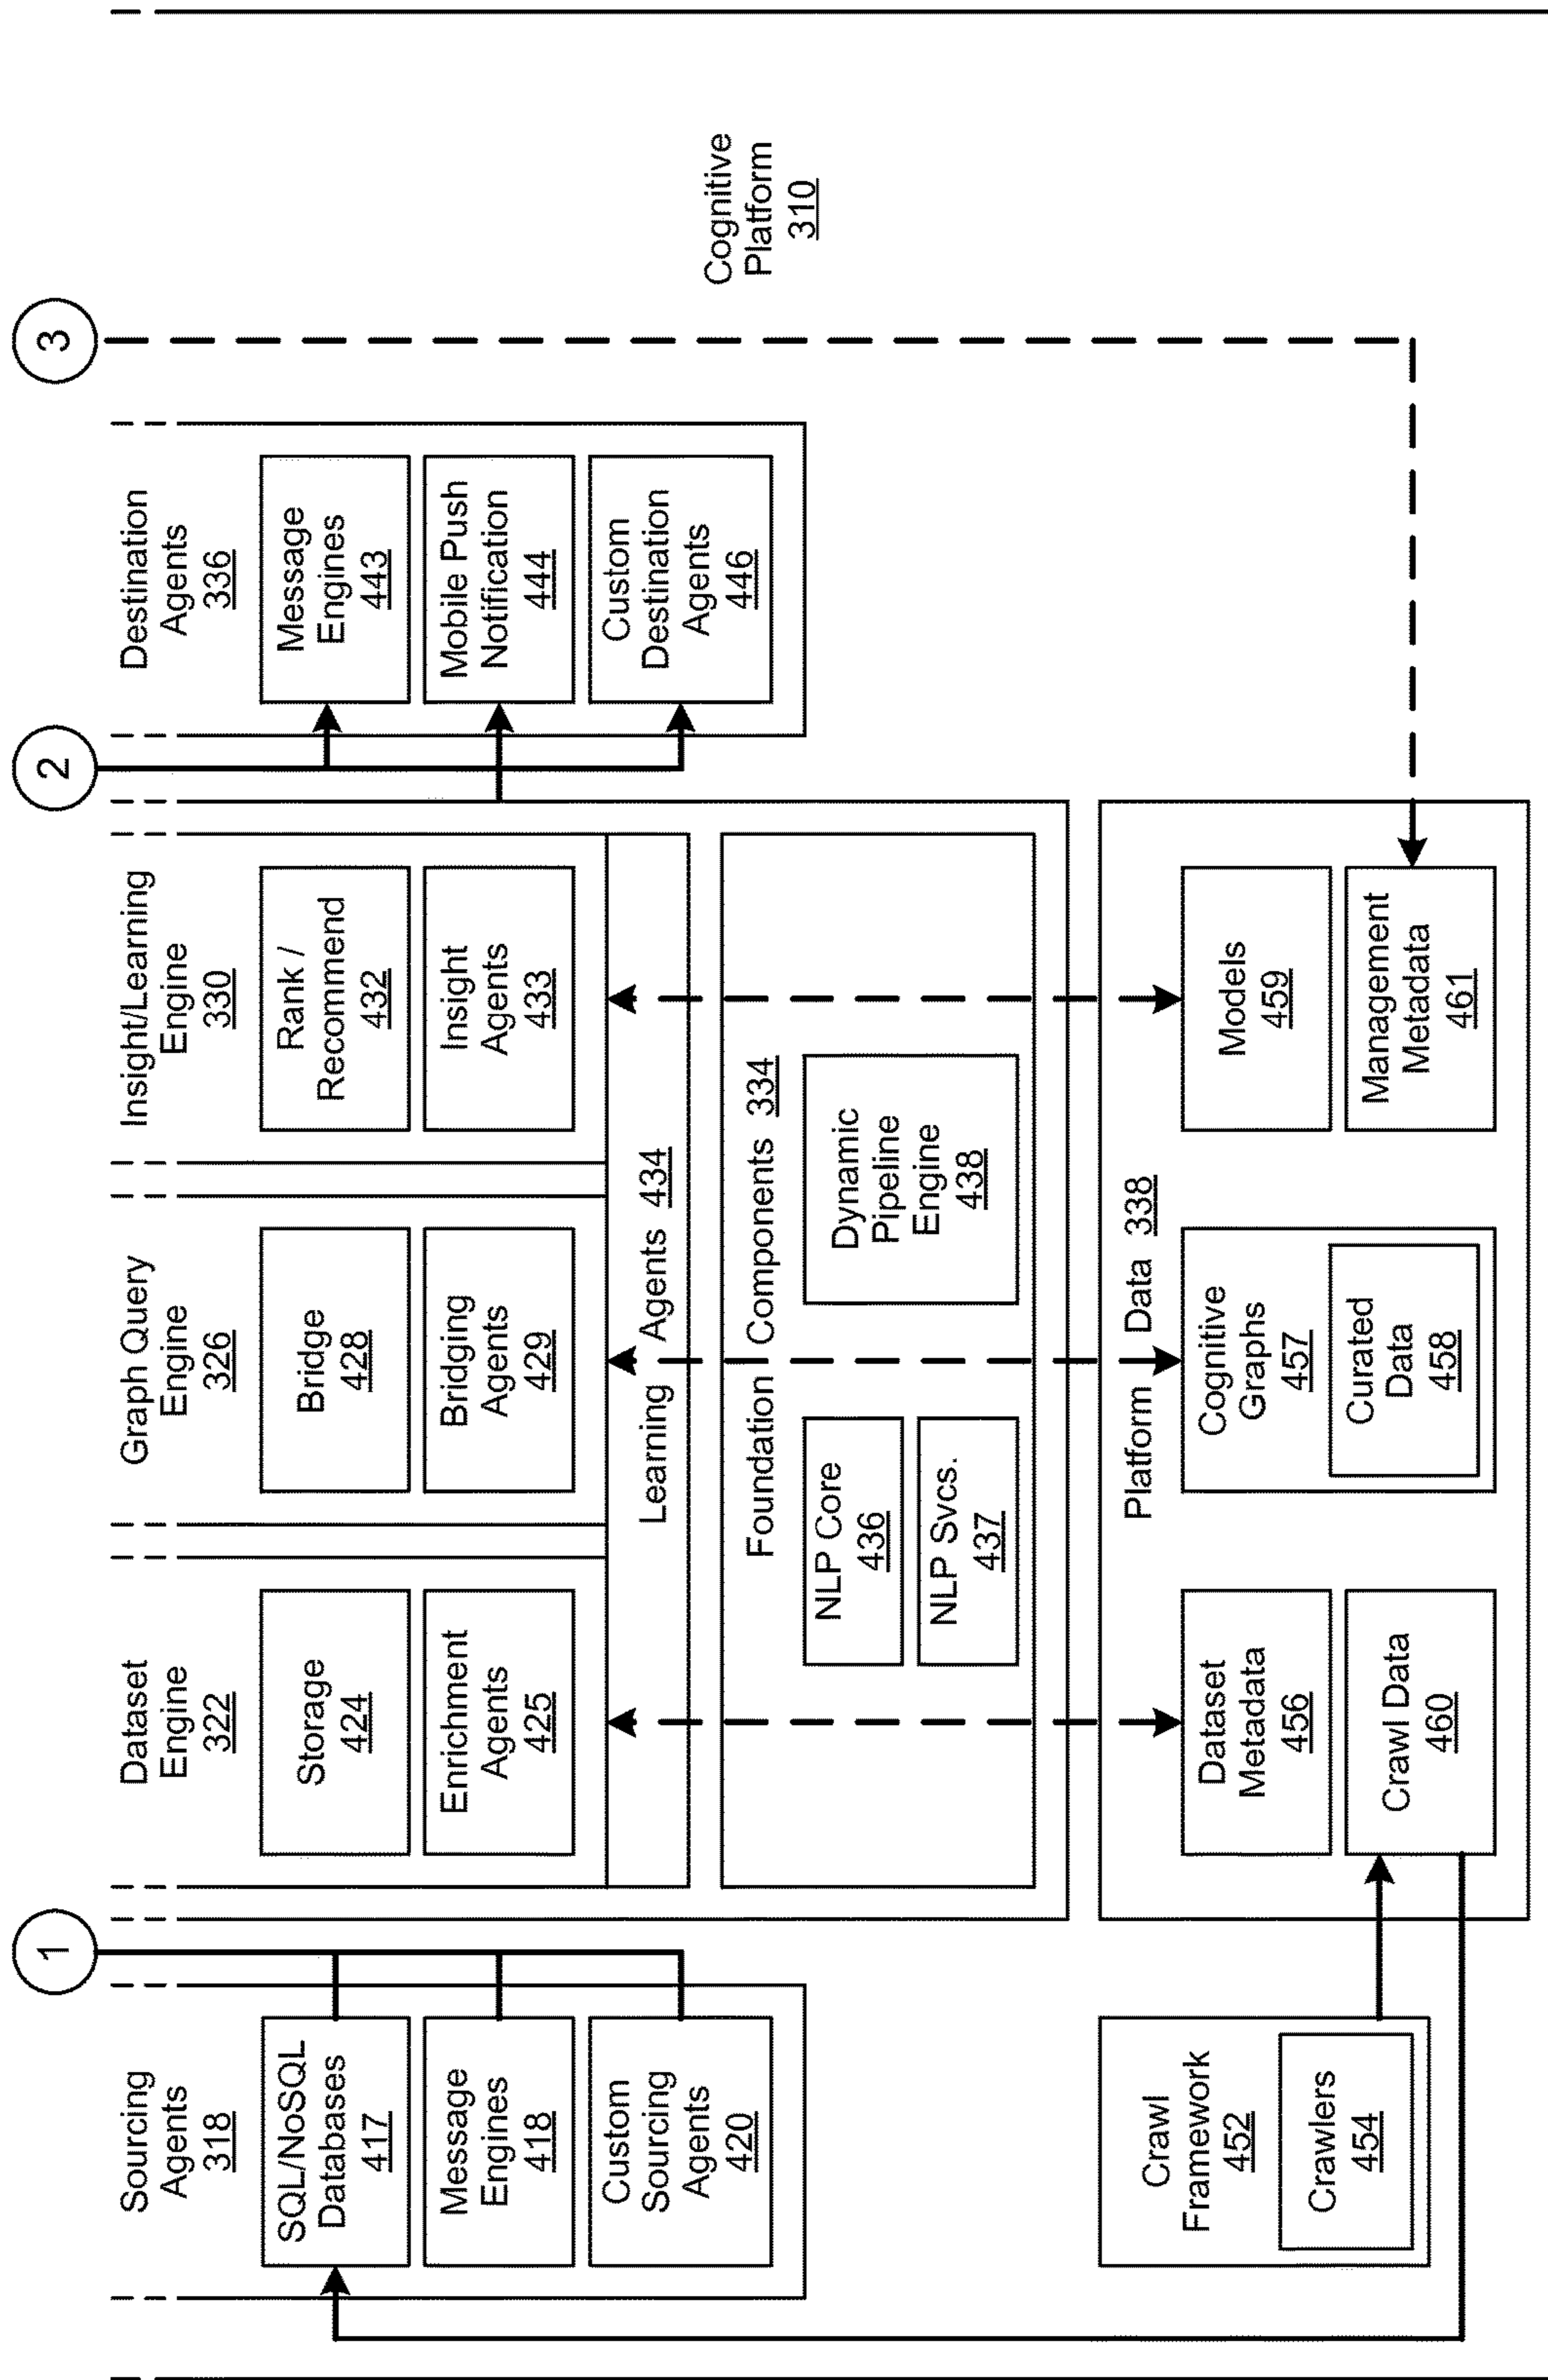 1
2
3
Sourcing
Agents
318
SQL/NoSQL
Databases
417
Message
Engines
418
Custom
Sourcing
Agents
420
Dataset
Engine
322
Storage
424
Enrichment
Agents
425
Graph Query
Engine
326
Bridge
428
Bridging
Agents
429
Insight/Learning
Engine
330
Rank /
Recommend
432
Insight
Agents
433
Learning Agents 434
Foundation Components 334
NLP Core
436
NLP Svcs.
437
Dynamic
Pipeline
Engine
438
Destination
Agents
336
Message
Engines
443
Mobile Push
Notification
444
Custom
Destination
Agents
446
Cognitive
Platform
310
Crawl
Framework
452
Crawlers
454
Platform Data 338
Dataset
Metadata
456
Crawl Data
460
Cognitive
Graphs
457
Curated
Data
458
Models
459
Management
Metadata
461